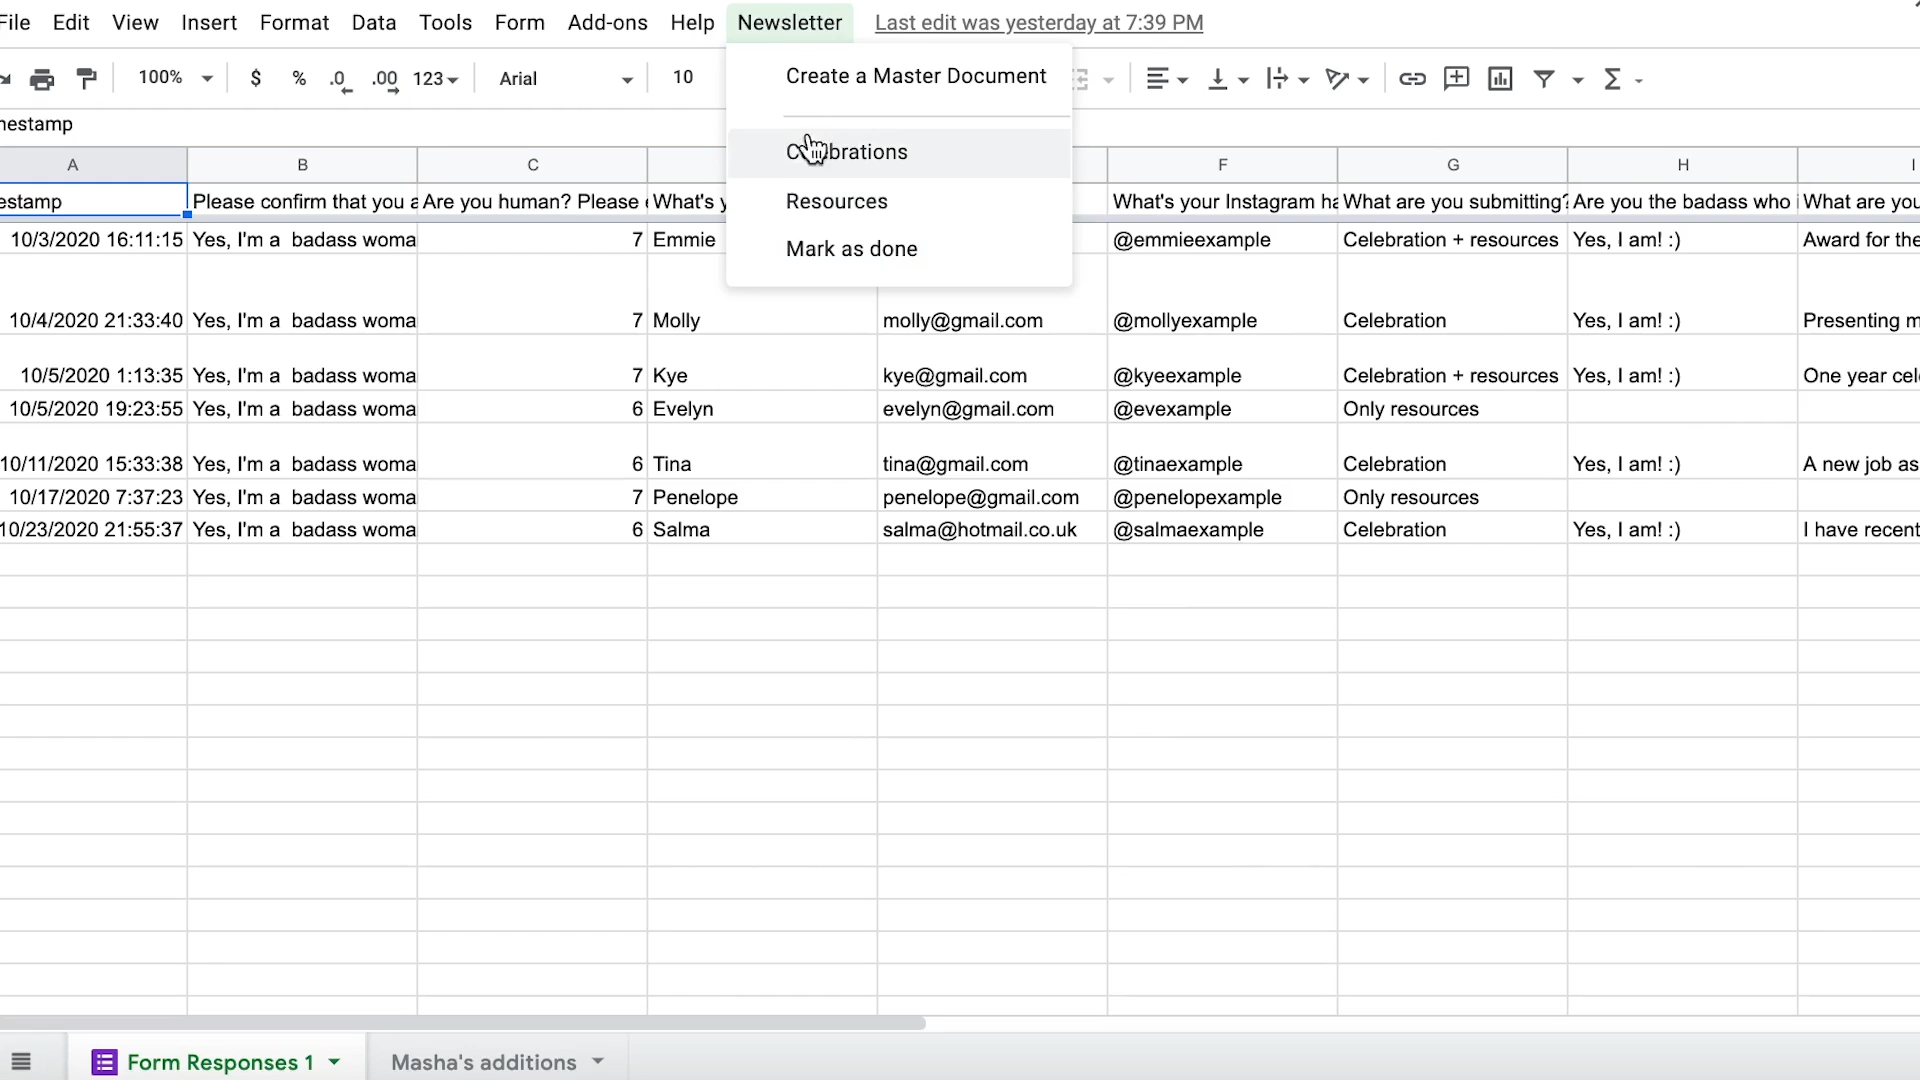 File Edit View Insert Format Data Tools Form Add-ons Help Newsletter Last edit was yesterday at 7:39 PM
100% $ % .0 .00 123 Arial 10
Create a Master Document
Celebrations
Resources
Mark as done
nestamp
A B C F G H I
estamp Please confirm that you a Are you human? Please What's y What's your Instagram ha What are you submitting? Are you the badass who What are you
10/3/2020 16:11:15 Yes, I'm a badass woma 7 Emmie @emmieexample Celebration + resources Yes, I am! :) Award for the
10/4/2020 21:33:40 Yes, I'm a badass woma 7 Molly molly@gmail.com @mollyexample Celebration Yes, I am! :) Presenting m
10/5/2020 1:13:35 Yes, I'm a badass woma 7 Kye kye@gmail.com @kyeexample Celebration + resources Yes, I am! :) One year cel
10/5/2020 19:23:55 Yes, I'm a badass woma 6 Evelyn evelyn@gmail.com @evexample Only resources
10/11/2020 15:33:38 Yes, I'm a badass woma 6 Tina tina@gmail.com @tinaexample Celebration Yes, I am! :) A new job as
10/17/2020 7:37:23 Yes, I'm a badass woma 7 Penelope penelope@gmail.com @penelopexample Only resources
10/23/2020 21:55:37 Yes, I'm a badass woma 6 Salma salma@hotmail.co.uk @salmaexample Celebration Yes, I am! :) I have recent
Form Responses 1 Masha's additions